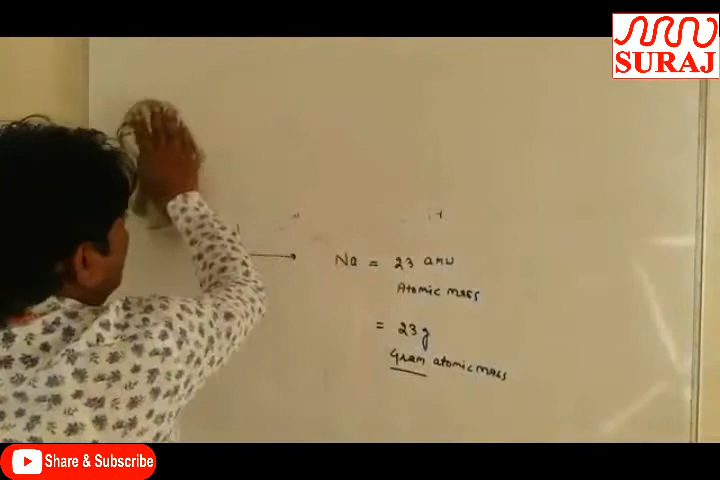 SURAJ
Na = 23 amu
Atomic mass
= 23g
Gram atomic mass
Share & Subscribe